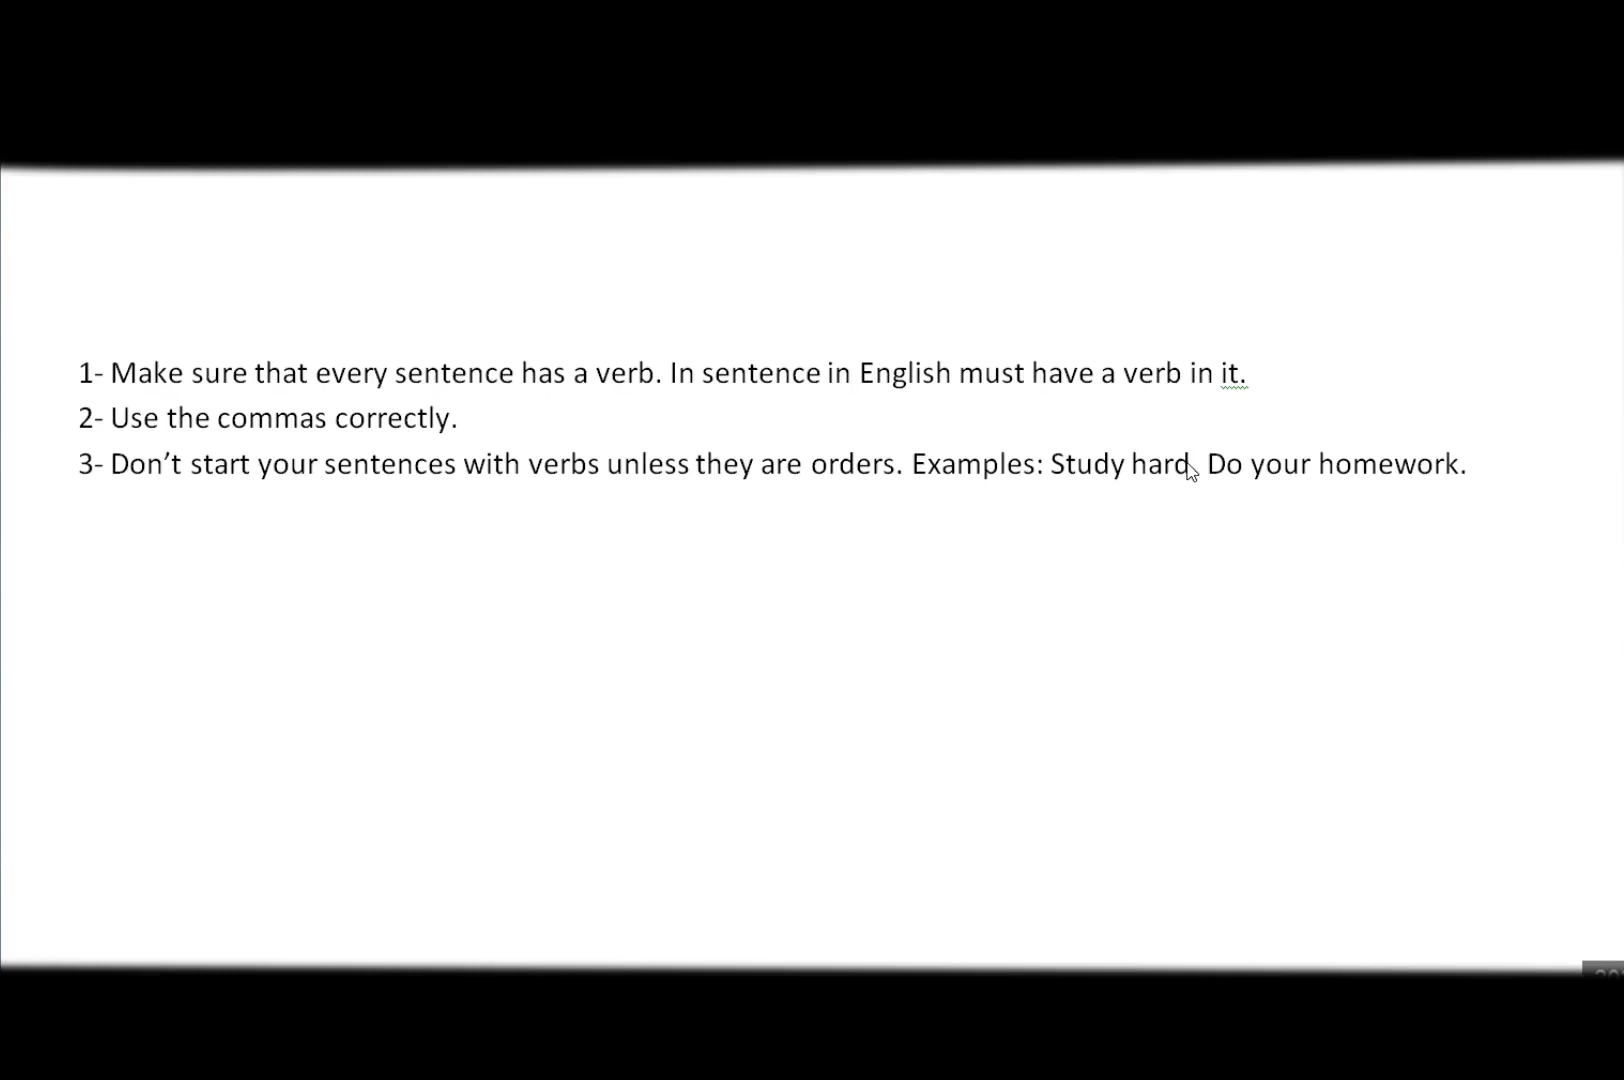 1- Make sure that every sentence has a verb. In sentence in English must have a verb in it.
2- Use the commas correctly.
3- Don’t start your sentences with verbs unless they are orders. Examples: Study hard. Do your homework.